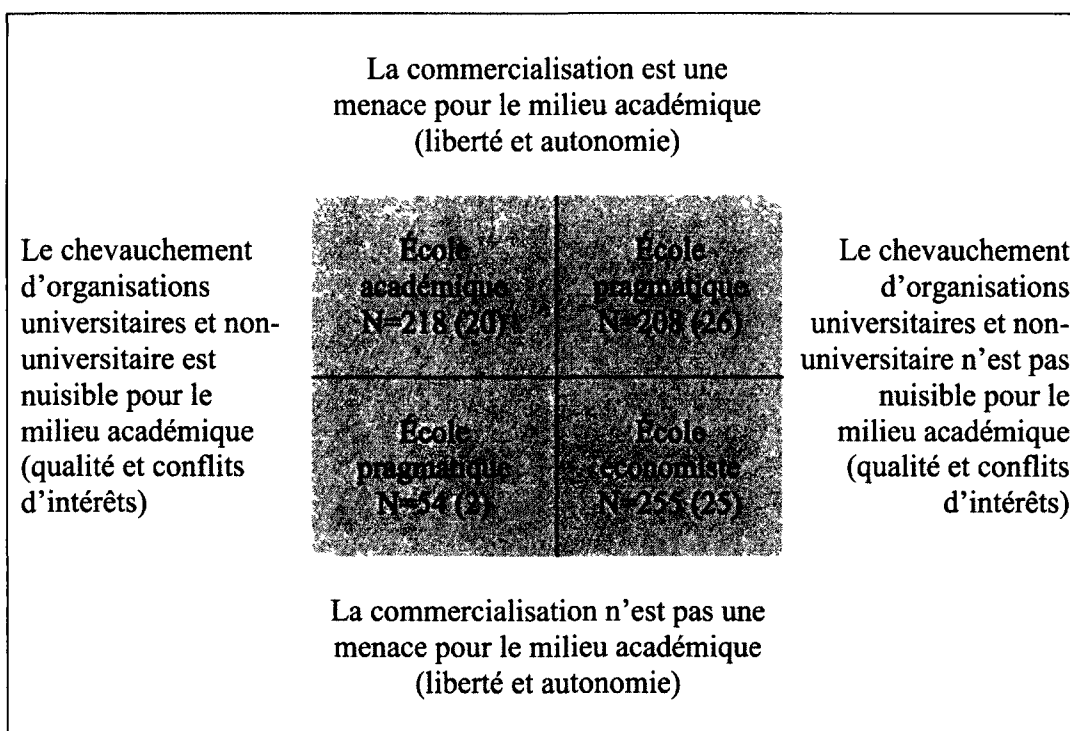 La commercialisation est une
menace pour le milieu académique
(liberté et autonomie)
Le chevauchement
d'organisations
universitaires et non-
universitaire est
nuisible pour le
milieu académique
(qualité et conflits
d'intérêts)
École
académique
N=218 (20)
École
pragmatique
N=208 (26)
École
pragmatique
N=54 (2)
École
économiste
N=255 (25)
Le chevauchement
d'organisations
universitaires et non-
universitaire n'est pas
nuisible pour le
milieu académique
(qualité et conflits
d'intérêts)
La commercialisation n'est pas une
menace pour le milieu académique
(liberté et autonomie)